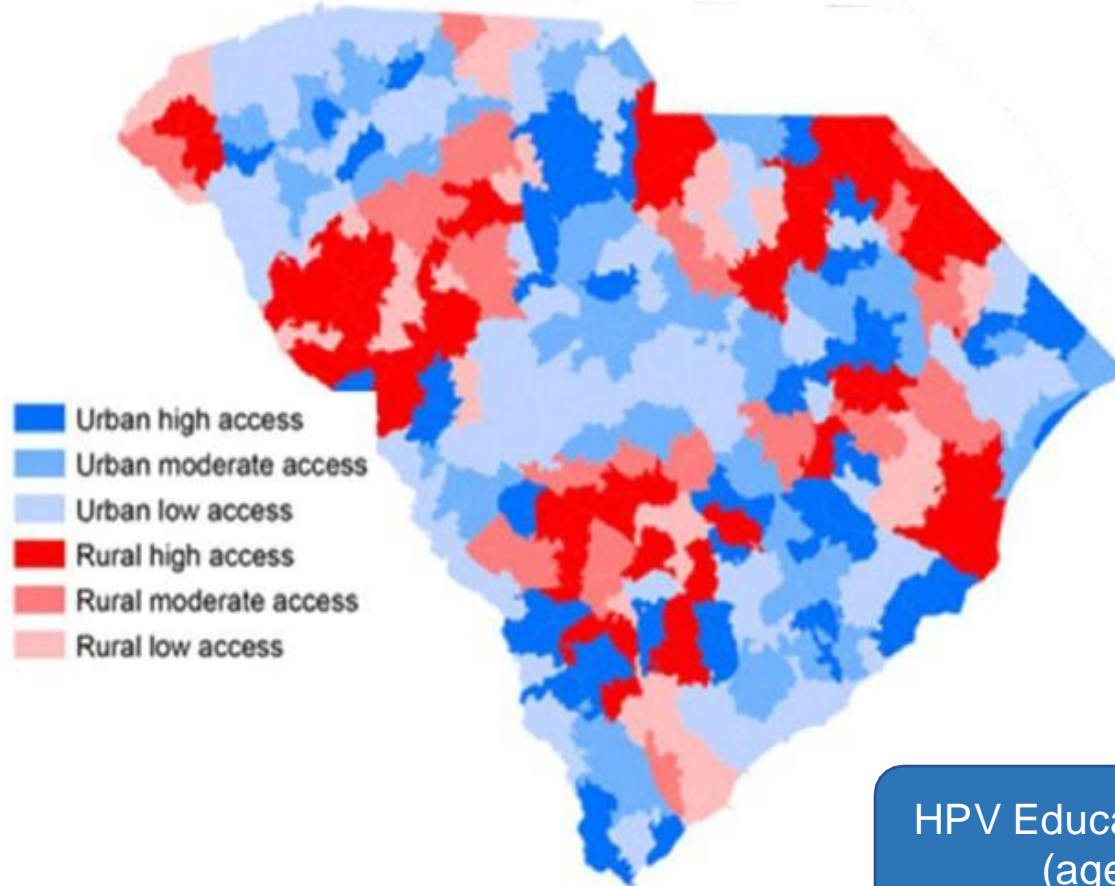 Urban high access
Urban moderate access
Urban low access
Rural high access
Rural moderate access
Rural low access
HPV Educa
(age